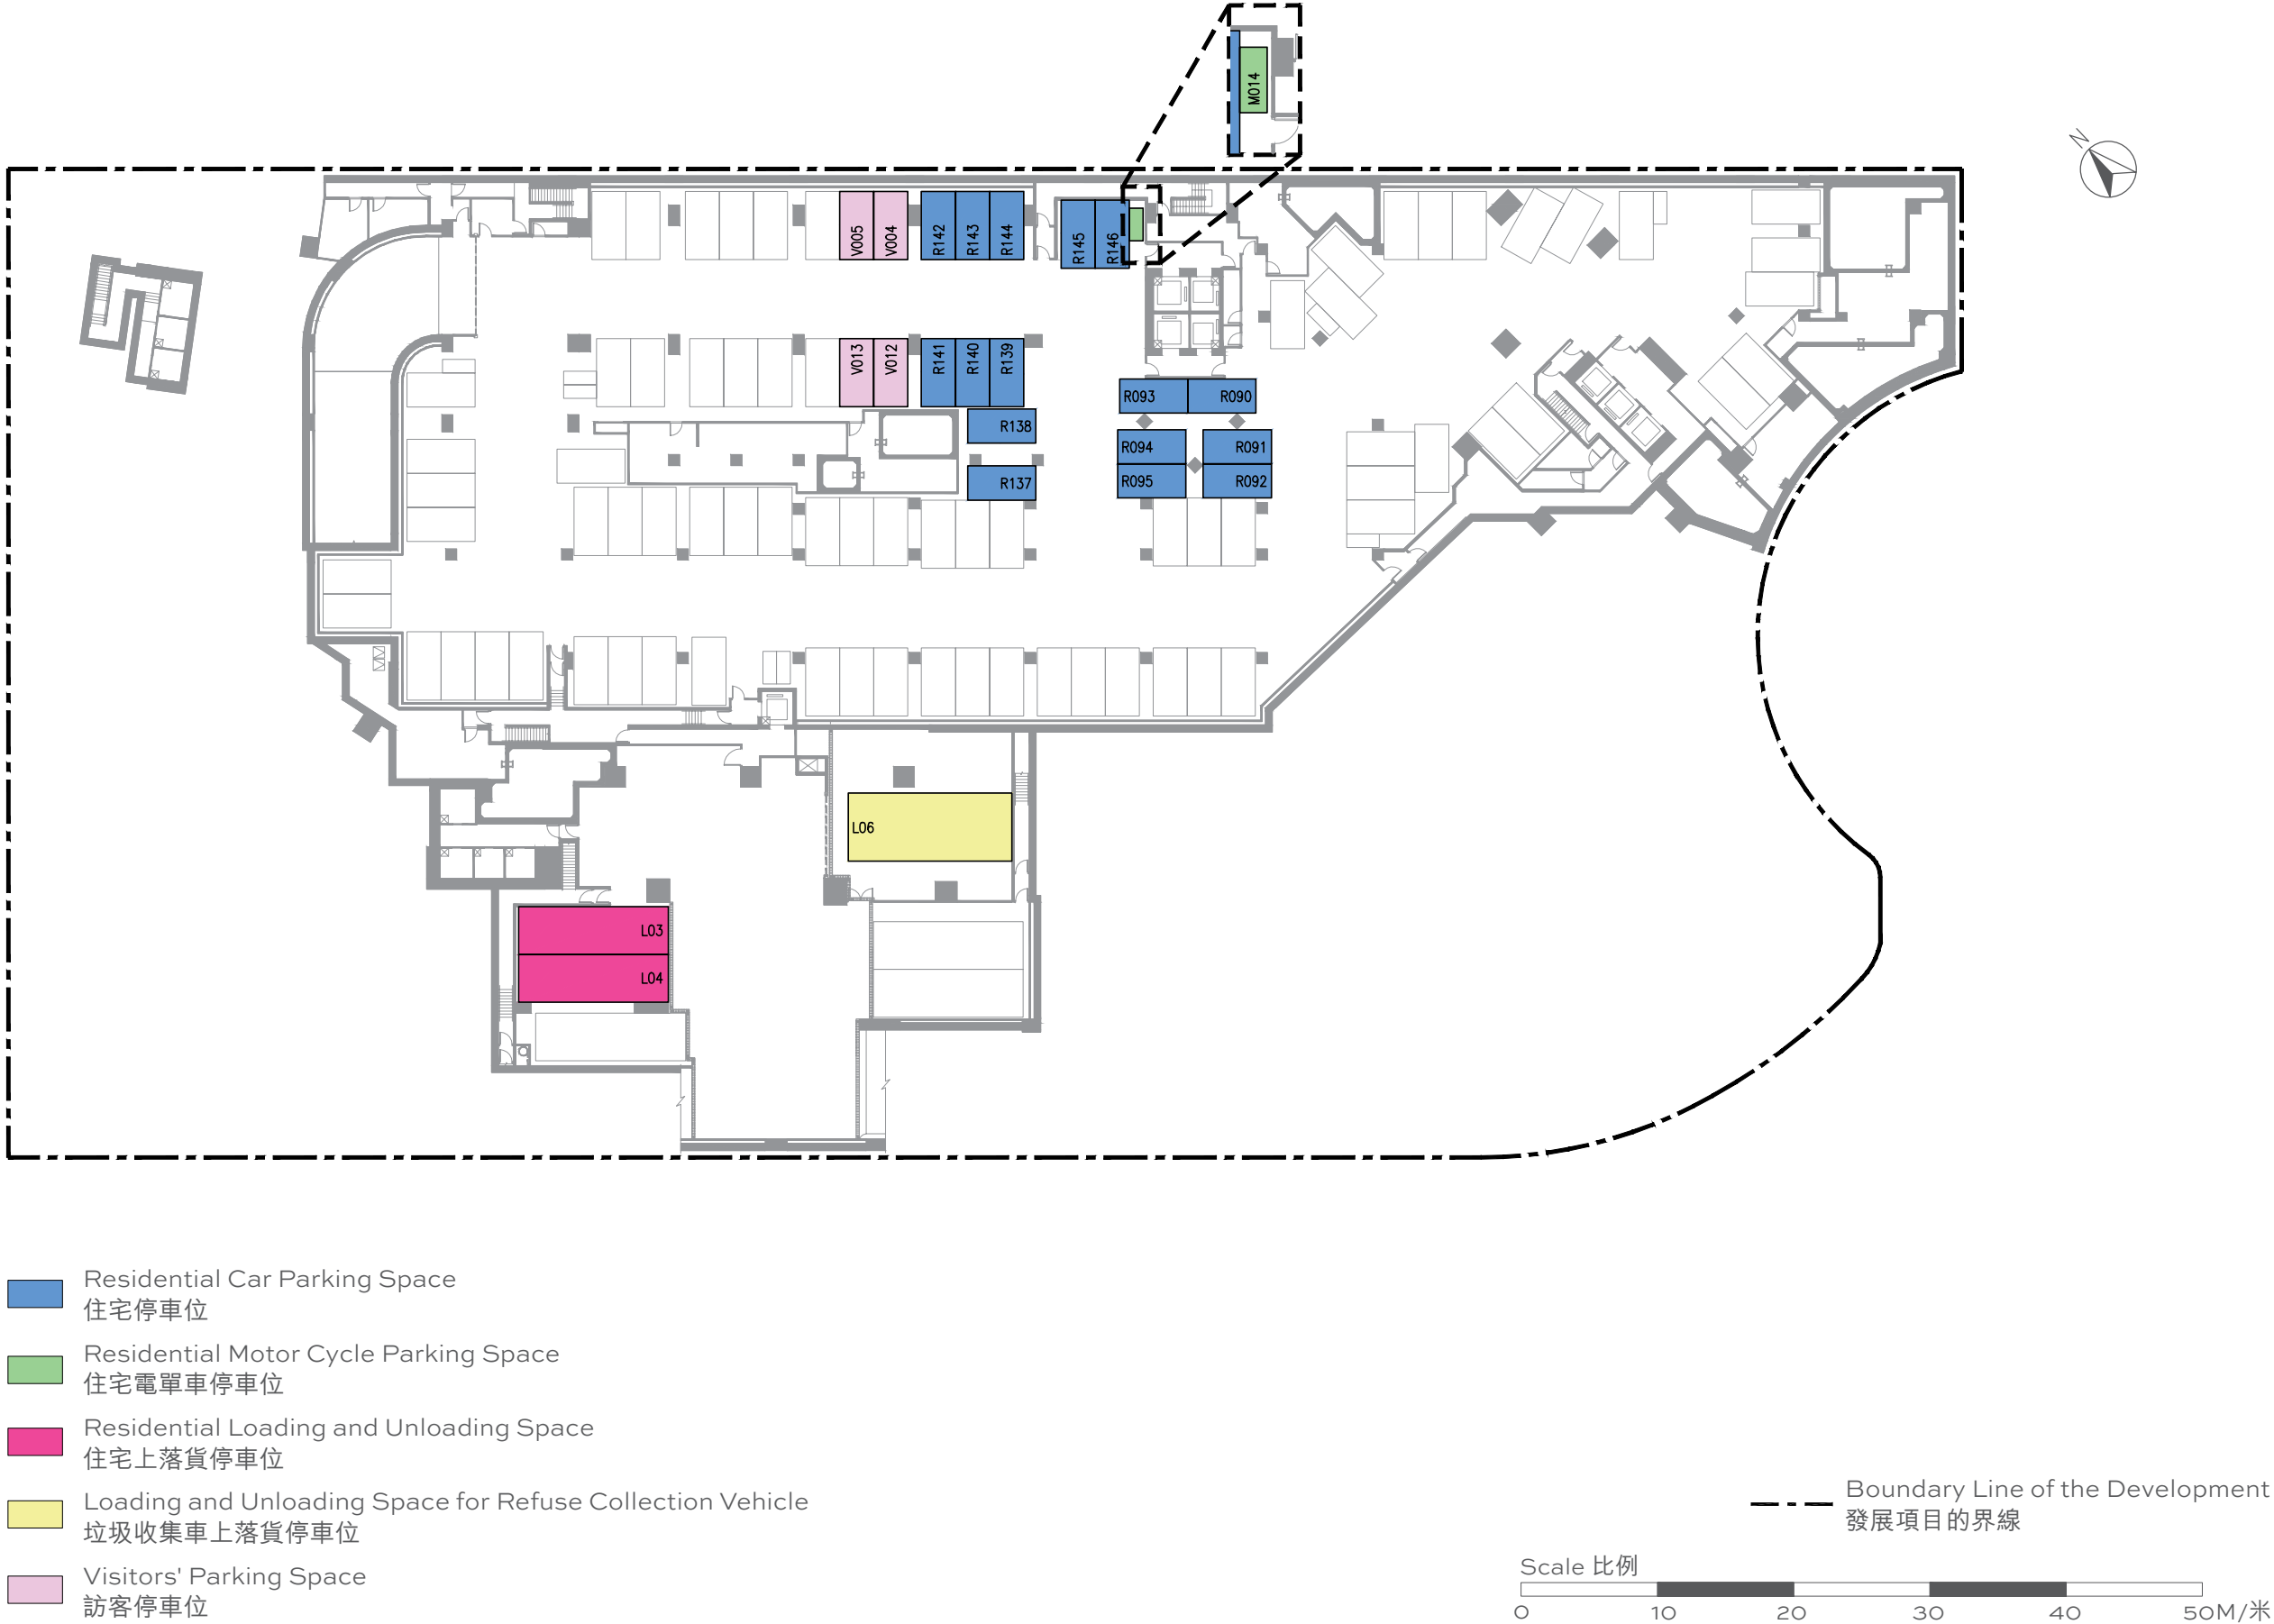 M014
N
V005
V004
R142
R143
R144
R145
R146
V013
V012
R141
R140
R139
R093
R090
R138
R094
R091
R137
R095
R092
L06
L03
L04
Residential Car Parking Space
住宅停車位
Residential Motor Cycle Parking Space
住宅電單車停車位
Residential Loading and Unloading Space
住宅上落貨停車位
Loading and Unloading Space for Refuse Collection Vehicle
垃圾收集車上落貨停車位
Visitors' Parking Space
訪客停車位
Boundary Line of the Development
發展項目的界線
Scale 比例
0 10 20 30 40 50M/米